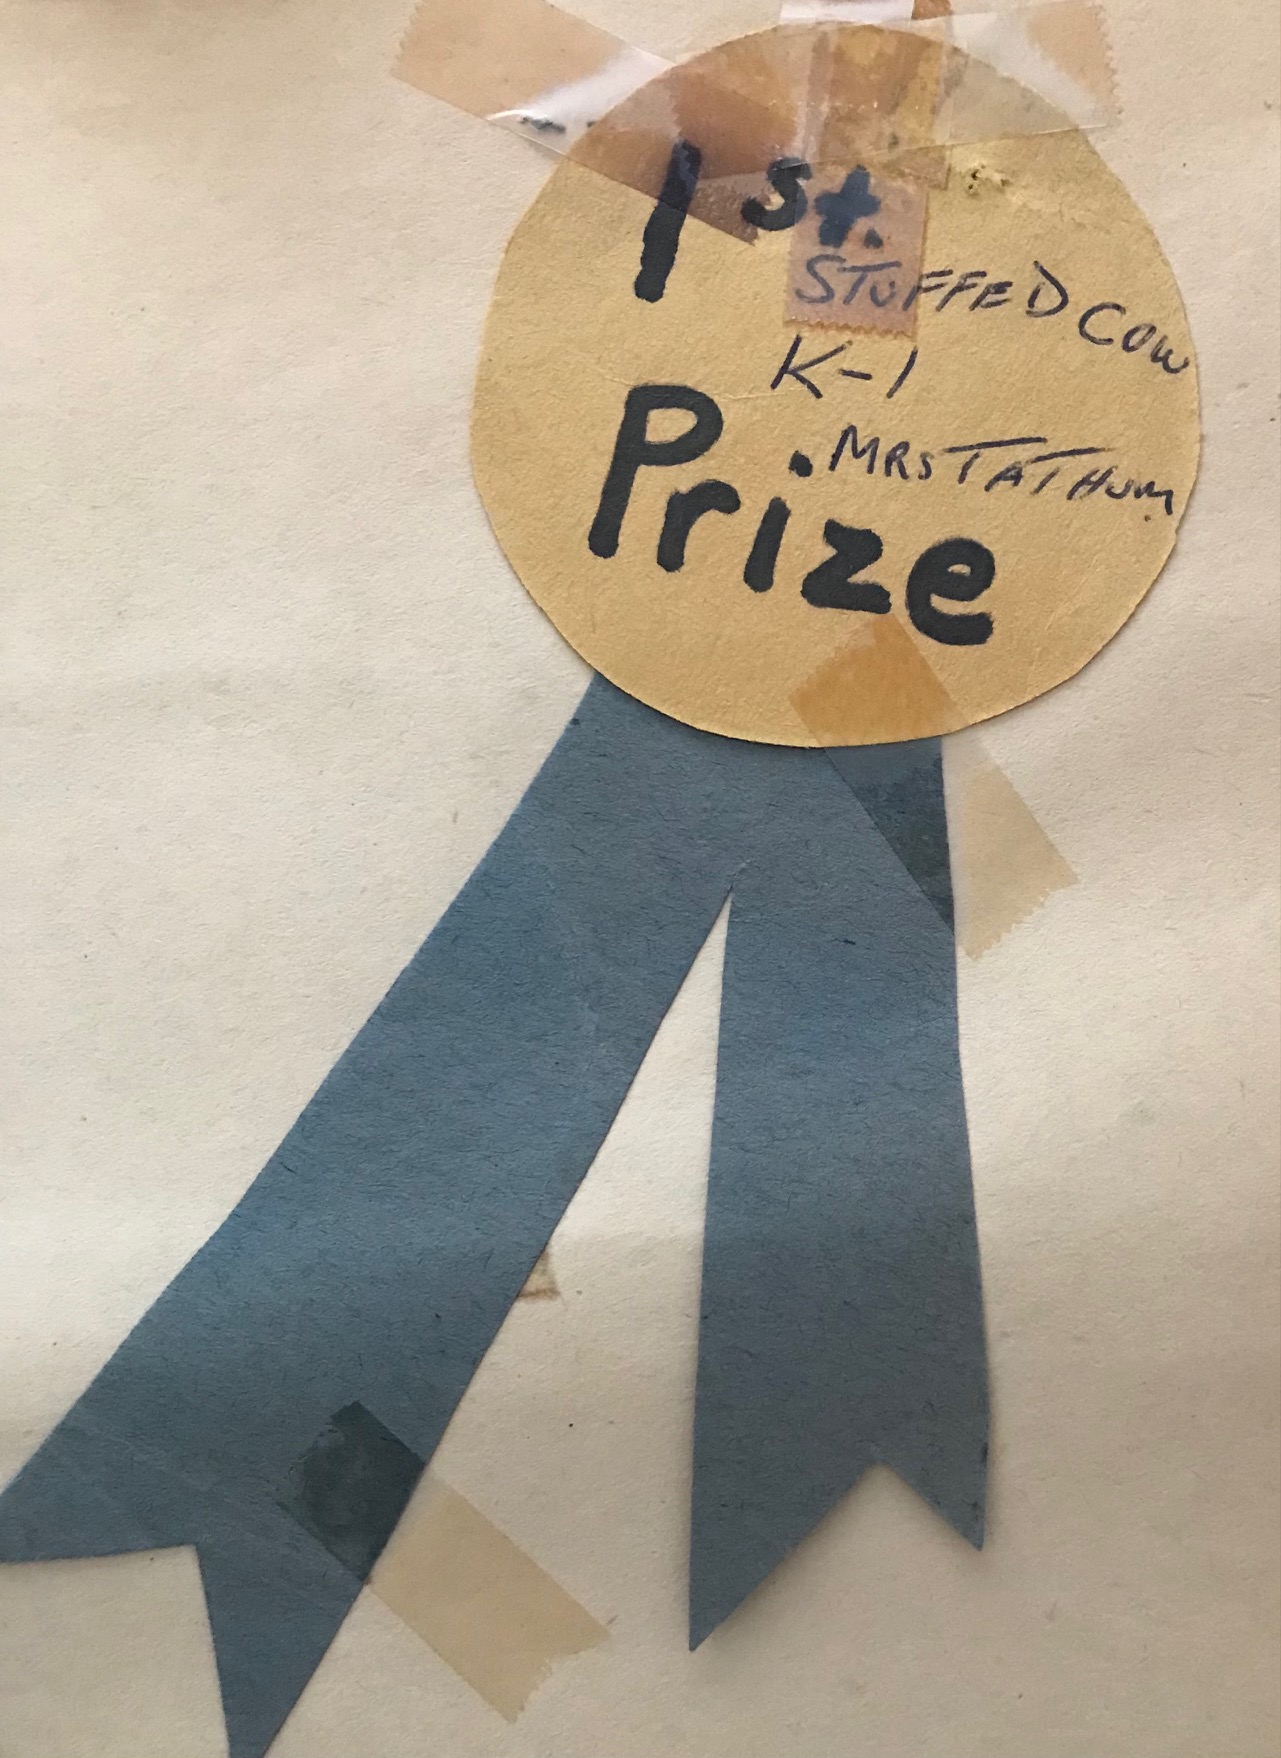 1st.
STUFFED COW
K-1
Prize
. MRS TATHUM